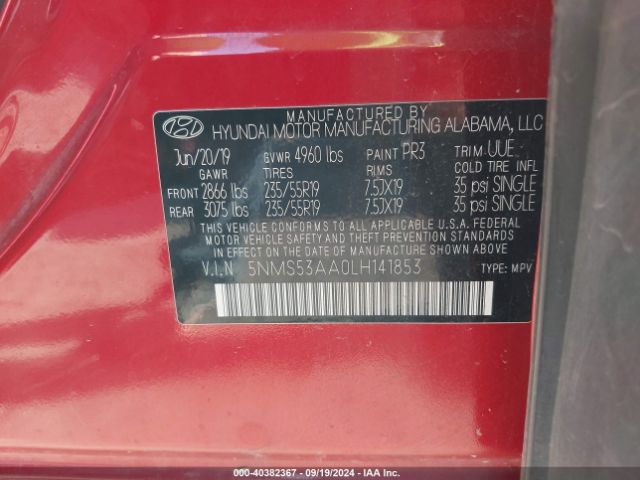 MANUFACTURED BY
HYUNDAI MOTOR MANUFACTURING ALABAMA, LLC
Jun/20/19 GVWR 4960 lbs PAINT PR3 TRIM UUE
GAWR TIRES RIMS COLD TIRE INFL
FRONT 2866 lbs 235/55R19 7.5JX19 35 psi SINGLE
REAR 3075 lbs 235/55R19 7.5JX19 35 psi SINGLE
THIS VEHICLE CONFORMS TO ALL APPLICABLE U.S.A. FEDERAL
MOTOR VEHICLE SAFETY, BUMPER, AND THEFT PREVENTION STANDARDS
IN EFFECT ON THE DATE OF MANUFACTURE SHOWN ABOVE.
V.I.N 5NMS53AA0LH141853 TYPE: MPV
000-40382367 - 09/19/2024 - IAA Inc.